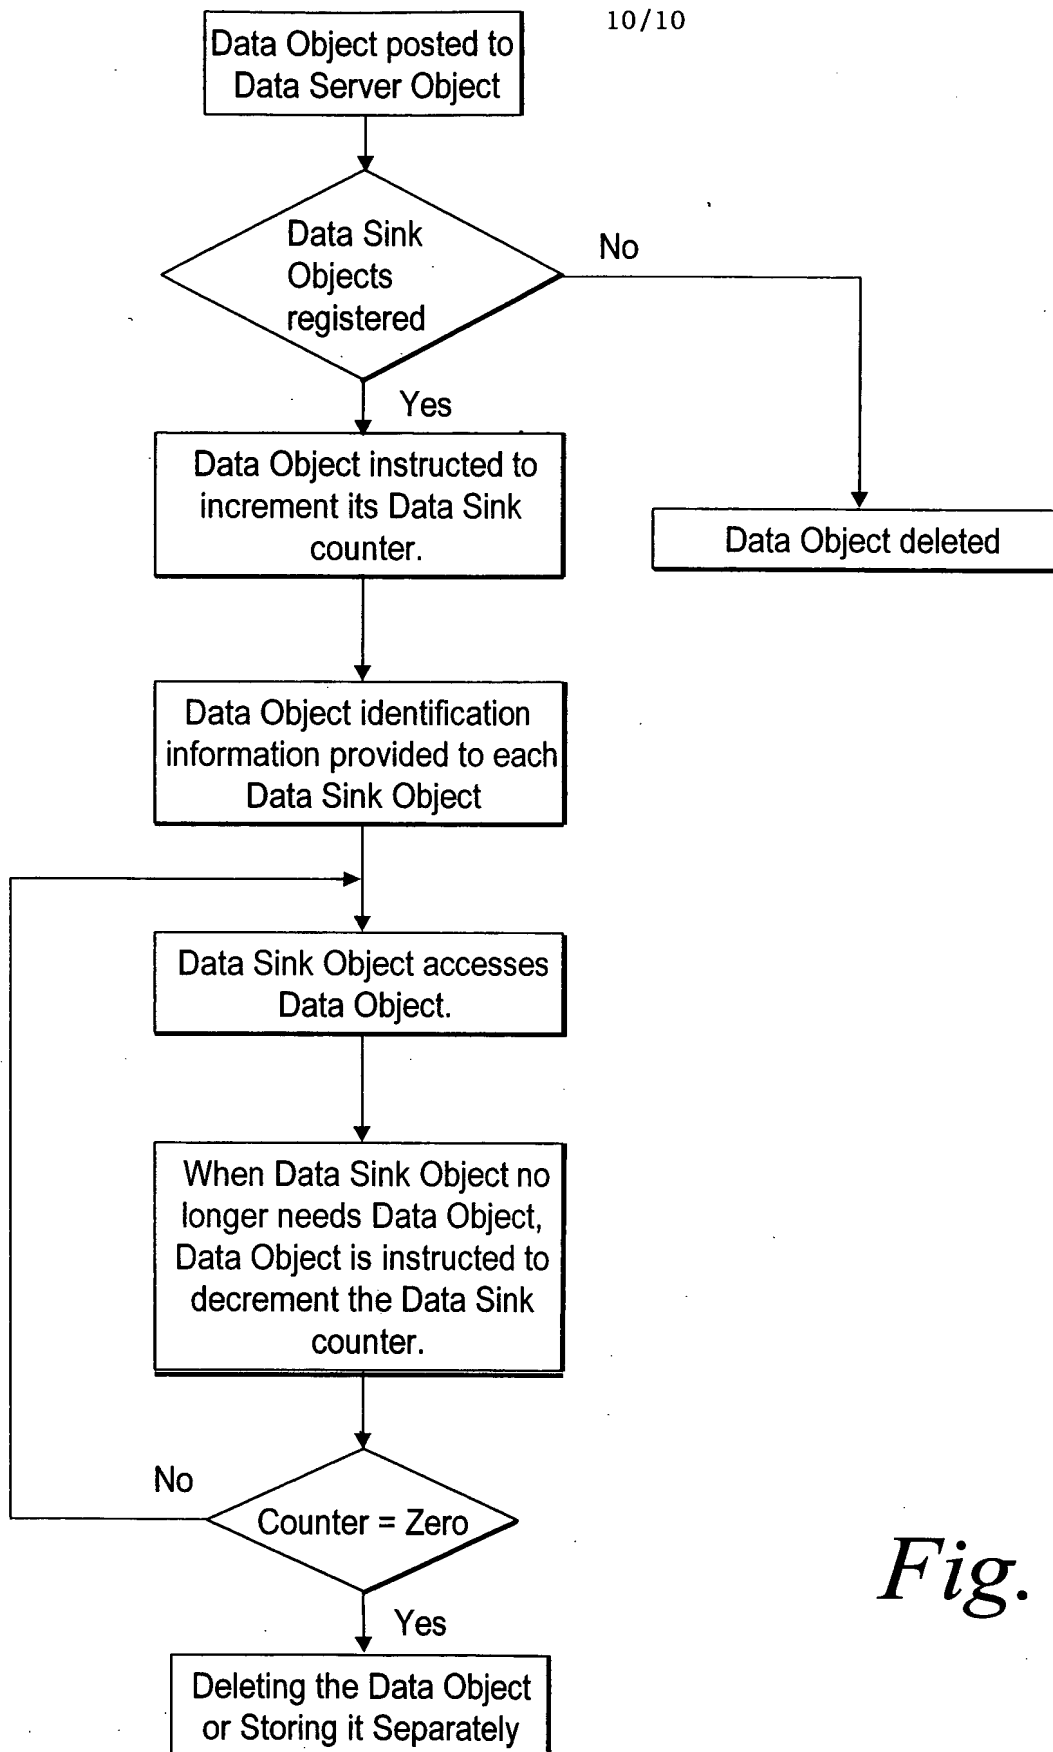 10/10
Data Object posted to
Data Server Object
Data Sink
Objects
registered
No
Yes
Data Object instructed to
increment its Data Sink
counter.
Data Object deleted
Data Object identification
information provided to each
Data Sink Object
Data Sink Object accesses
Data Object.
When Data Sink Object no
longer needs Data Object,
Data Object is instructed to
decrement the Data Sink
counter.
No
Counter = Zero
Yes
Deleting the Data Object
or Storing it Separately
Fig.